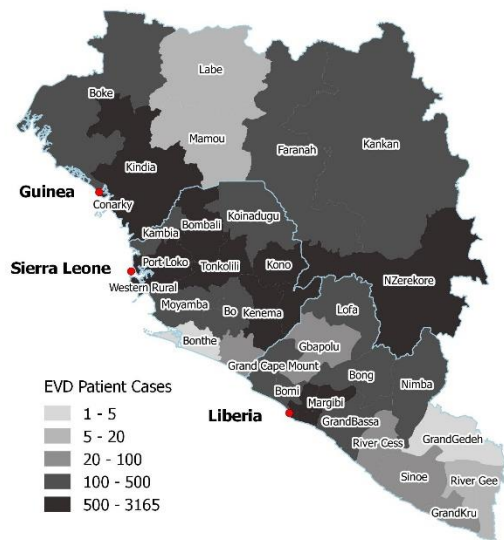 Labe
Boke
Mamou
Kankan
Faranah
Kindia
Guinea
Conarky
Koinadugu
Bombali
Kambia
Sierra Leone
Port-Loko
Tonkolili
Kono
NZerekore
Western Rural
Moyamba
Bo
Kenema
Lofa
Bonthe
Gbapolu
Grand Cape Mount
Bong
Nimba
EVD Patient Cases
Bomi
Margibi
1 - 5
Liberia
GrandBassa
5 - 20
River Cess
GrandGedeh
20 - 100
100 - 500
Sinoe
River Gee
500 - 3165
GrandKru